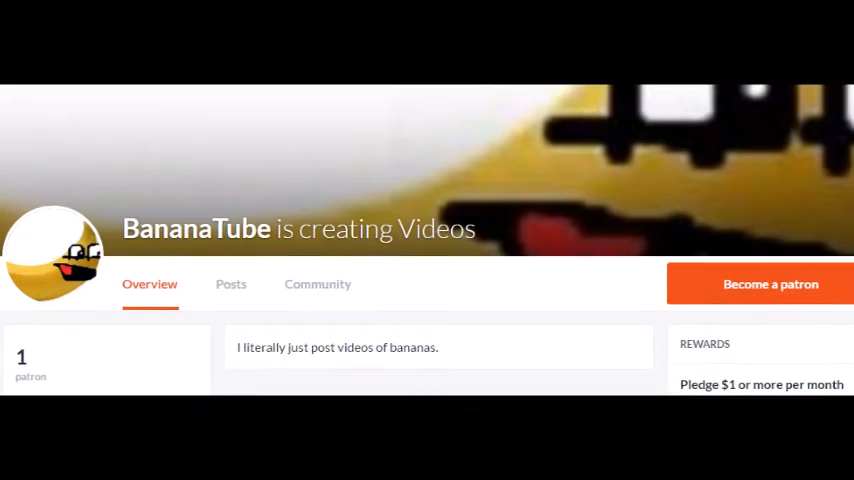 BananaTube is creating Videos
Overview Posts Community
Become a patron
1
patron
I literally just post videos of bananas.
REWARDS
Pledge $1 or more per month